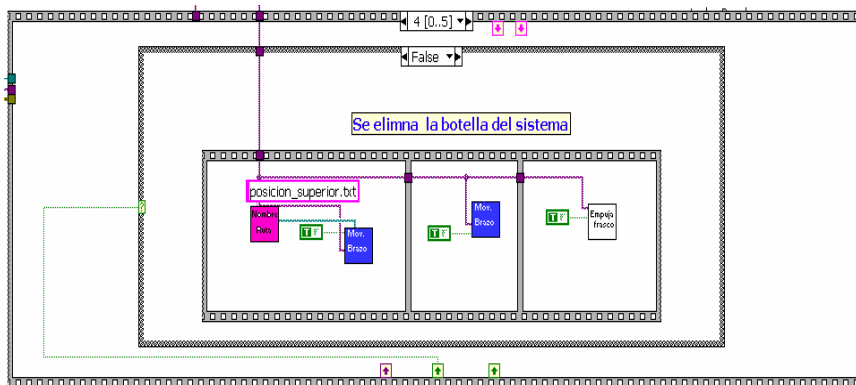 4 [0..5]
False
Se elimna la botella del sistema
posicion_superior.txt
Nombre
Ruta
T F
Mov.
Brazo
T F
Mov.
Brazo
T F
Empuja
frasco
?